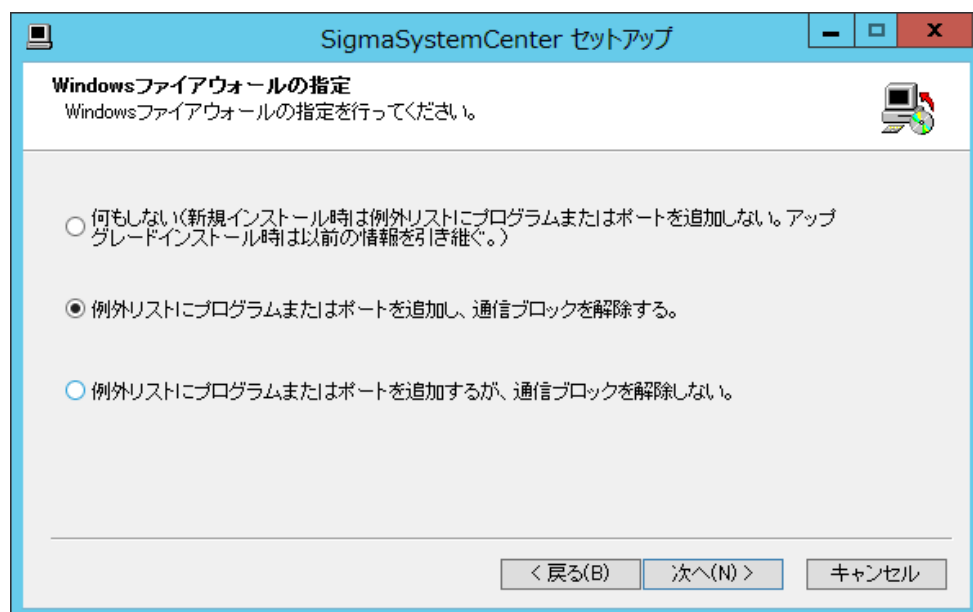 SigmaSystemCenter セットアップ
Windowsファイアウォールの指定
Windowsファイアウォールの指定を行ってください。
何もしない(新規インストール時は例外リストにプログラムまたはポートを追加しない。アップ
グレードインストール時は以前の情報を引き継ぐ。)
例外リストにプログラムまたはポートを追加し、通信ブロックを解除する。
例外リストにプログラムまたはポートを追加するが、通信ブロックを解除しない。
< 戻る(B)
次へ(N) >
キャンセル